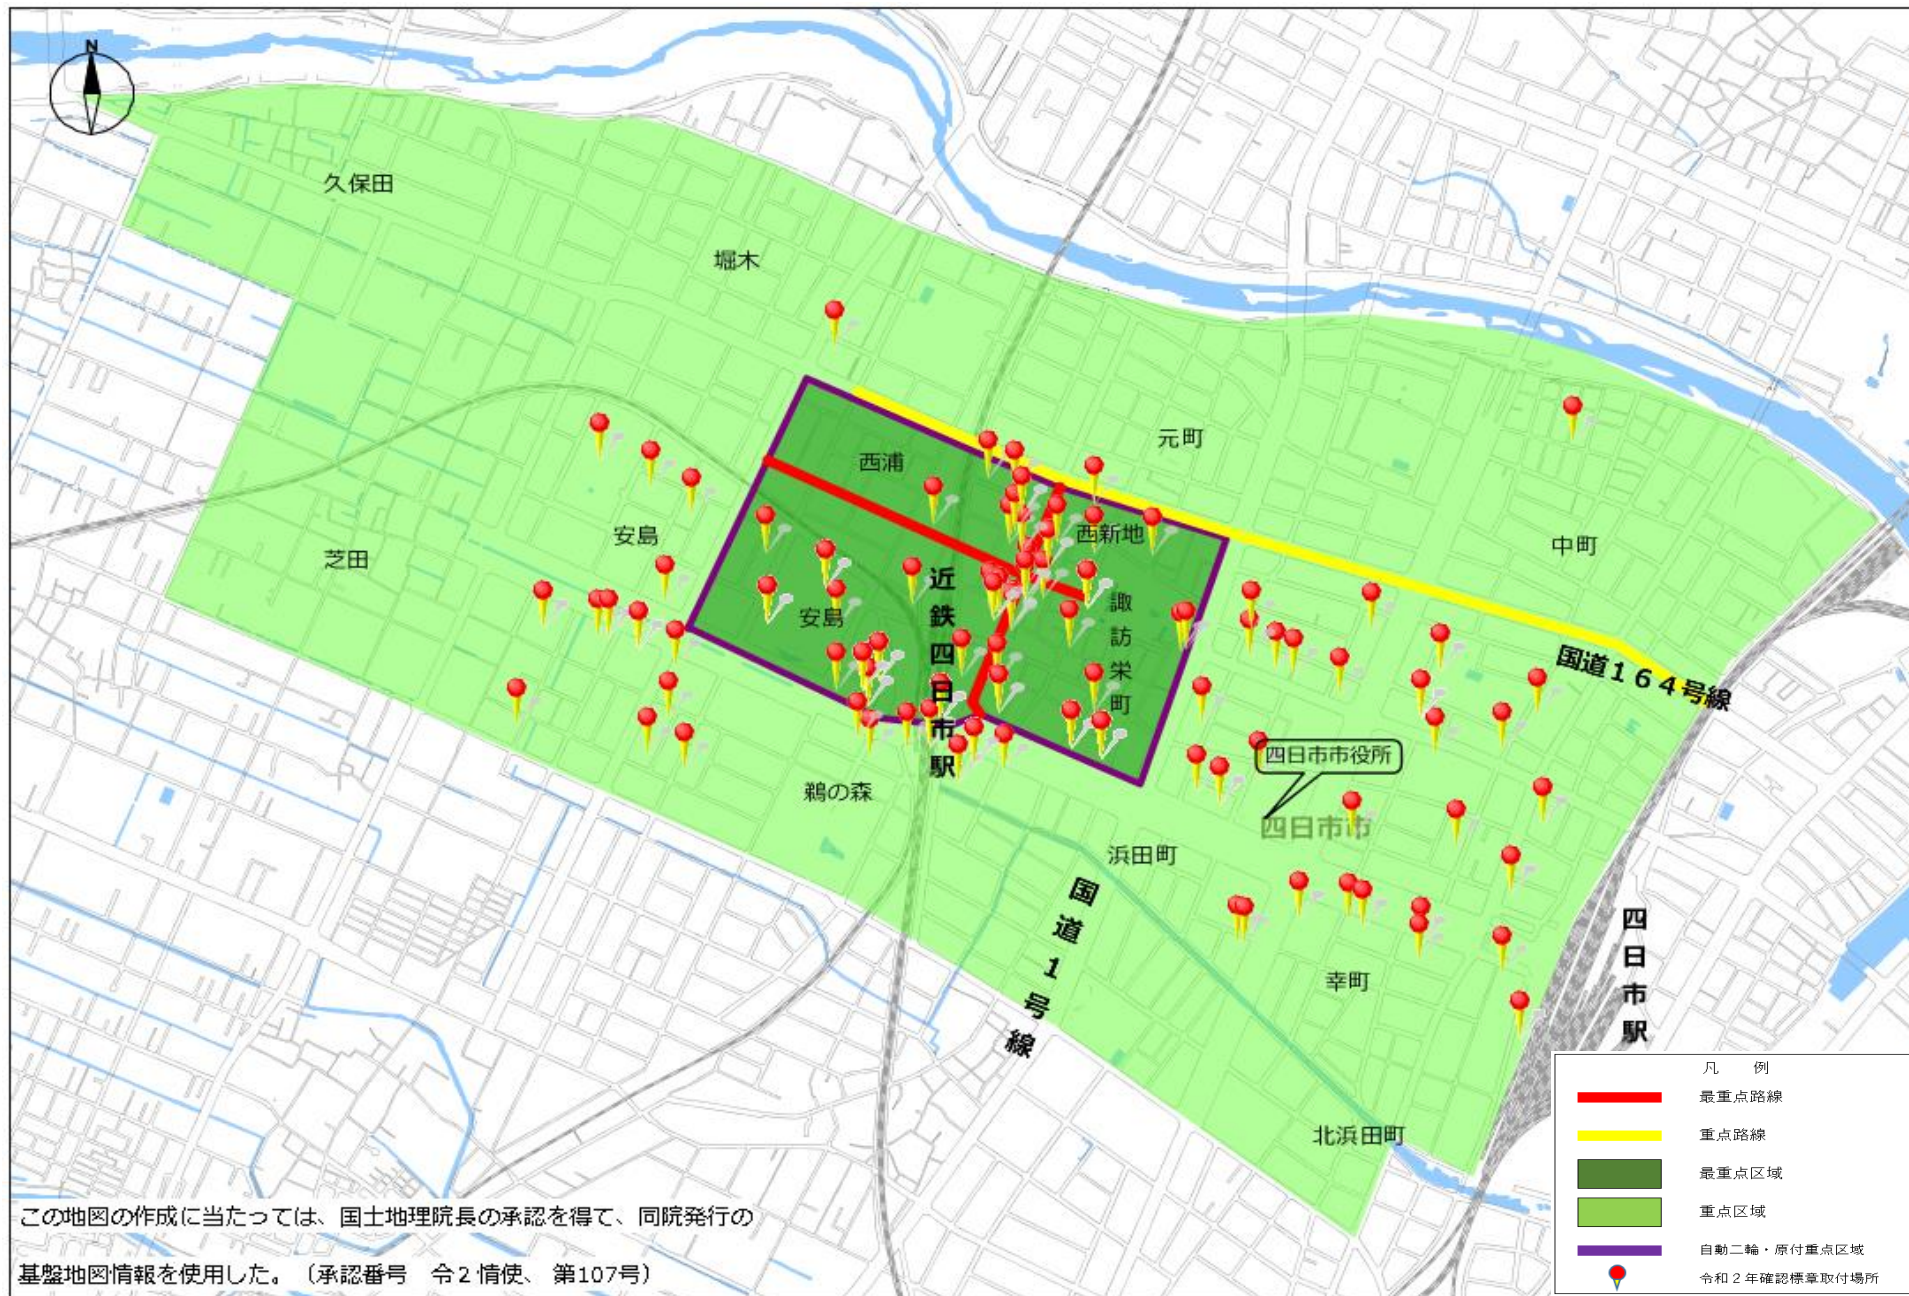 N
久保田
堀木
元町
西浦
西新地
中町
安島
芝田
近鉄四日市駅
諏訪栄町
安島
国道164号線
四日市市役所
鵜の森
四日市市
浜田町
国道1号線
四日市駅
幸町
北浜田町
凡 例
最重点路線
重点路線
最重点区域
重点区域
自動二輪・原付重点区域
令和2年確認標章取付場所
この地図の作成に当たっては、国土地理院長の承認を得て、同院発行の
基盤地図情報を使用した。〔承認番号 令2情使、第107号〕